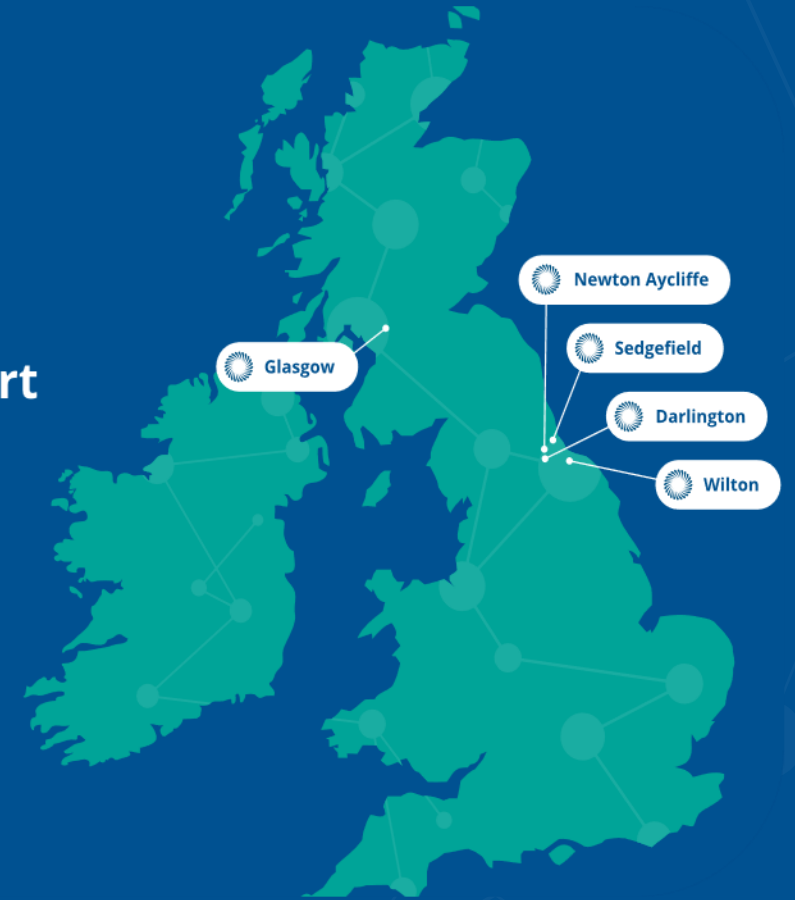 Newton Aycliffe
Sedgefield
rt
Glasgow
Darlington
Wilton